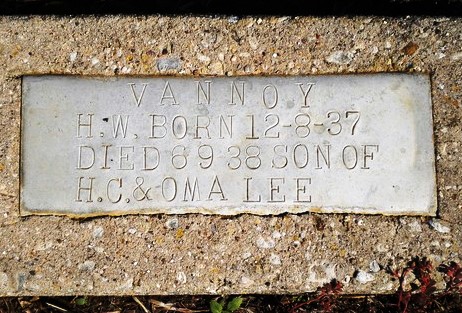 VANNOY
H.W. BORN 12-8-37
DIED 6 9 38 SON OF
H.C. & OMA LEE